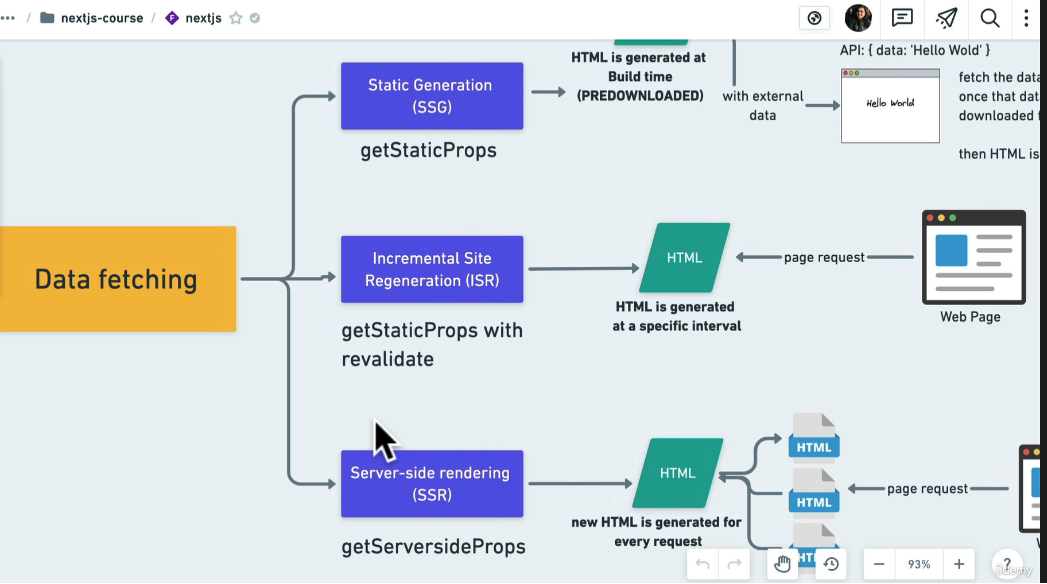 nextjs-course / nextjs
API: { data: 'Hello Wold' }
HTML is generated at
Build time
(PREDOWNLOADED)
Static Generation
(SSG)
getStaticProps
with external
data
Hello World
fetch the data
once that dat
downloaded
then HTML is
Data fetching
Incremental Site
Regeneration (ISR)
getStaticProps with
revalidate
HTML
HTML is generated
at a specific interval
page request
Web Page
Server-side rendering
(SSR)
getServersideProps
HTML
new HTML is generated for
every request
HTML
HTML
HT
page request
93%
?
ûdemy